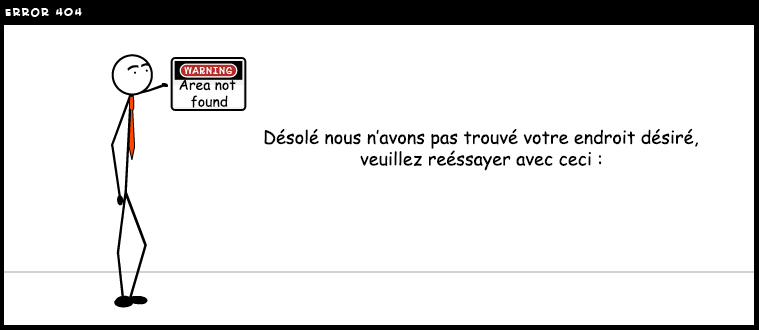 ERROR 404
WARNING
Area not
found
Désolé nous n'avons pas trouvé votre endroit désiré,
veuillez reéssayer avec ceci :